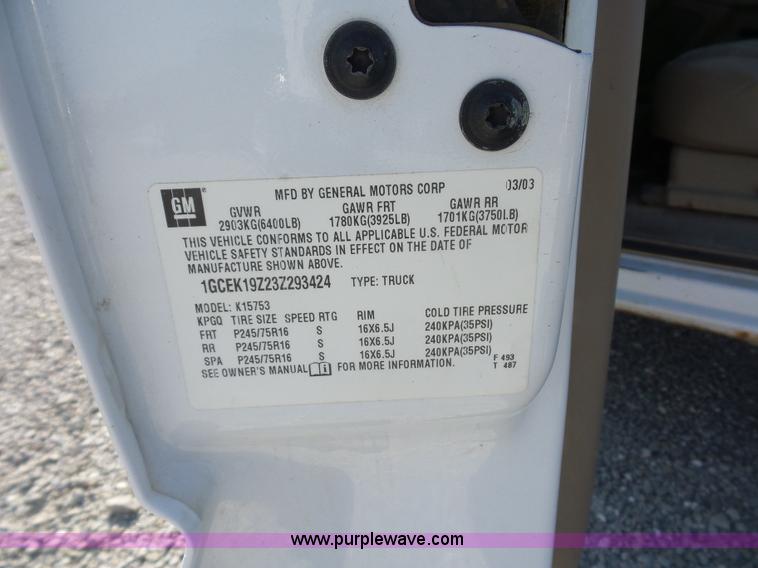 GM
MFD BY GENERAL MOTORS CORP 03/03
GVWR GAWR FRT GAWR RR
2903KG(6400LB) 1780KG(3925LB) 1701KG(3750LB)
THIS VEHICLE CONFORMS TO ALL APPLICABLE U.S. FEDERAL MOTOR
VEHICLE SAFETY STANDARDS IN EFFECT ON THE DATE OF
MANUFACTURE SHOWN ABOVE.
1GCEK19Z23Z293424 TYPE: TRUCK
MODEL: K15753
KPGQ TIRE SIZE SPEED RTG RIM COLD TIRE PRESSURE
FRT P245/75R16 S 16X6.5J 240KPA(35PSI)
RR P245/75R16 S 16X6.5J 240KPA(35PSI)
SPA P245/75R16 S 16X6.5J 240KPA(35PSI)
SEE OWNER'S MANUAL FOR MORE INFORMATION.
F 493
T 487
www.purplewave.com